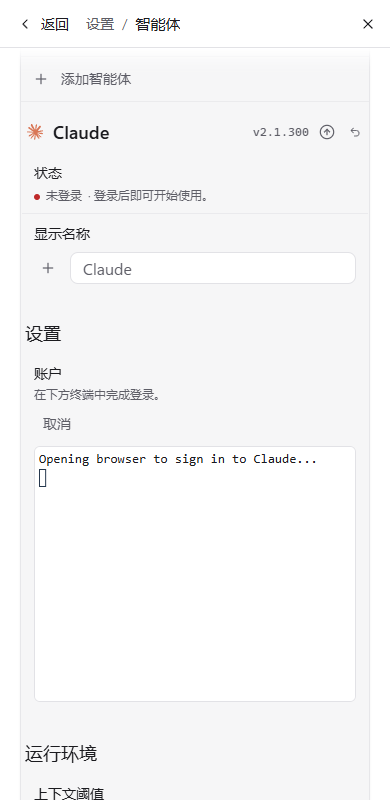 返回 设置 / 智能体
添加智能体
Claude v2.1.300
状态
未登录 · 登录后即可开始使用。
显示名称
Claude
设置
账户
在下方终端中完成登录。
取消
Opening browser to sign in to Claude...
运行环境
上下文阈值